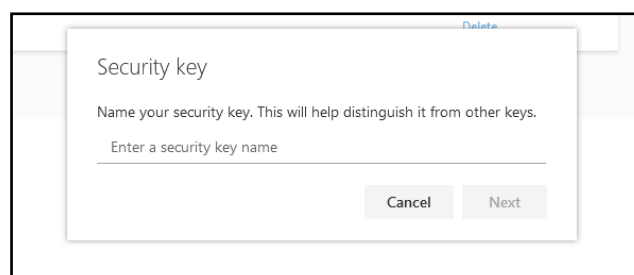 Delete
Security key
Name your security key. This will help distinguish it from other keys.
Enter a security key name
Cancel Next